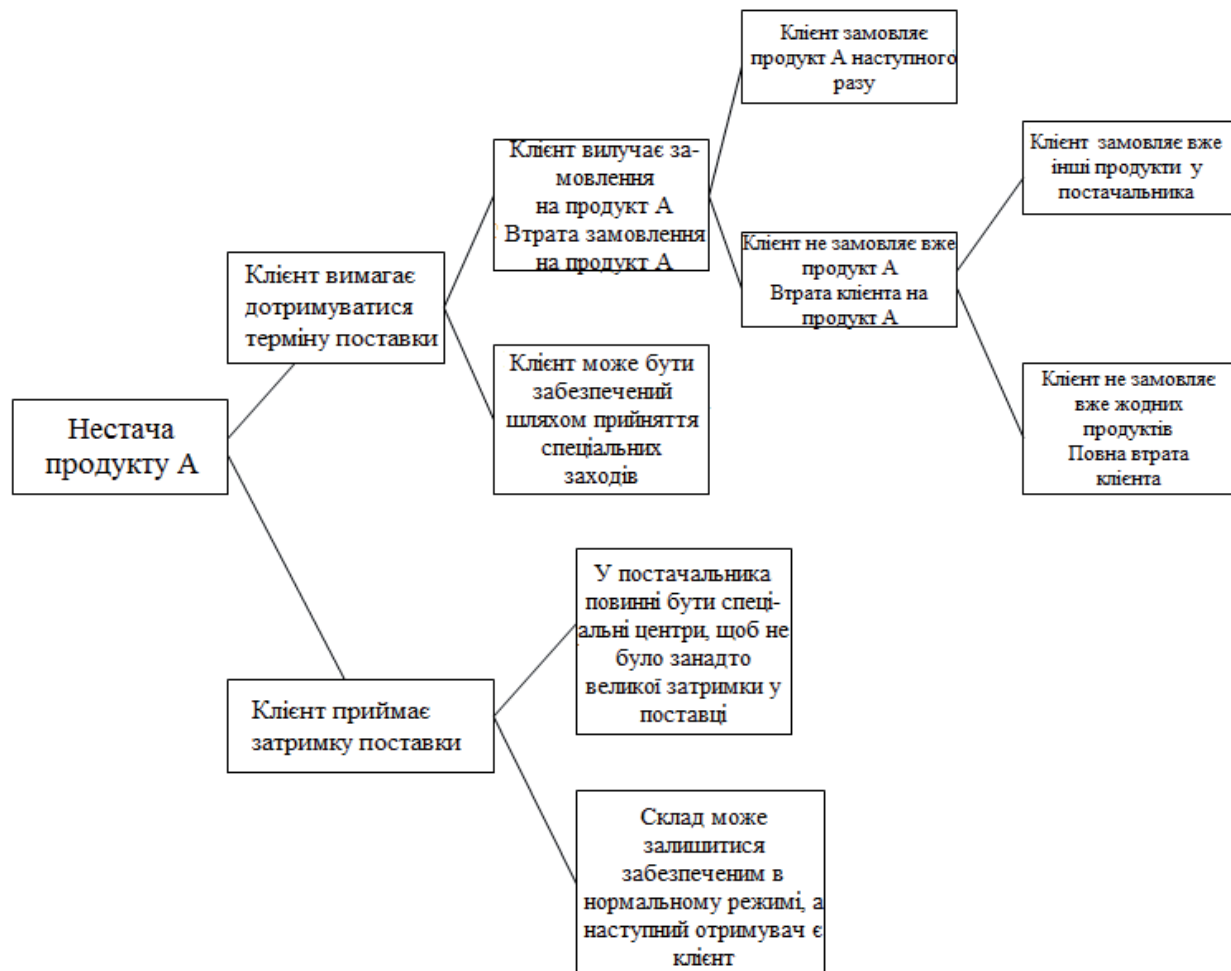 Нестача
продукту А
Клієнт вимагає
дотримуватися
терміну поставки
Клієнт вилучає за-
мовлення
на продукт А
Втрата замовлення
на продукт А
Клієнт замовляє
продукт А наступного
разу
Клієнт не замовляє вже
продукт А
Втрата клієнта на
продукт А
Клієнт замовляє вже
інші продукти у
постачальника
Клієнт не замовляє
вже жодних
продуктів
Повна втрата
клієнта
Клієнт може бути
забезпечений
шляхом прийняття
спеціальних
заходів
Клієнт приймає
затримку поставки
У постачальника
повинні бути спеці-
альні центри, щоб не
було занадто
великої затримки у
поставці
Склад може
залишитися
забезпеченим в
нормальному режимі, а
наступний отримувач є
клієнт